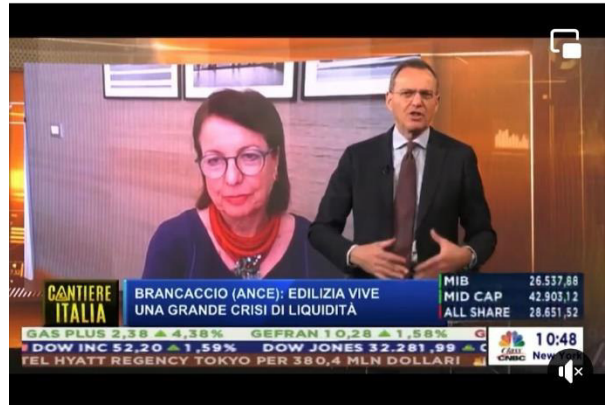 CANTIERE
ITALIA
BRANCACCIO (ANCE): EDILIZIA VIVE
UNA GRANDE CRISI DI LIQUIDITÀ
MIB 26.537,68
MID CAP 42.903,12
ALL SHARE 28.651,52
GAS PLUS 2,38 4,38% GEFRAN 10,28 1,58% G
DOW INC 52,20 1,59% DOW JONES 32.281,99
TEL HYATT REGENCY TOKYO PER 380,4 MLN DOLLARI
Class
CNBC
10:48
New York